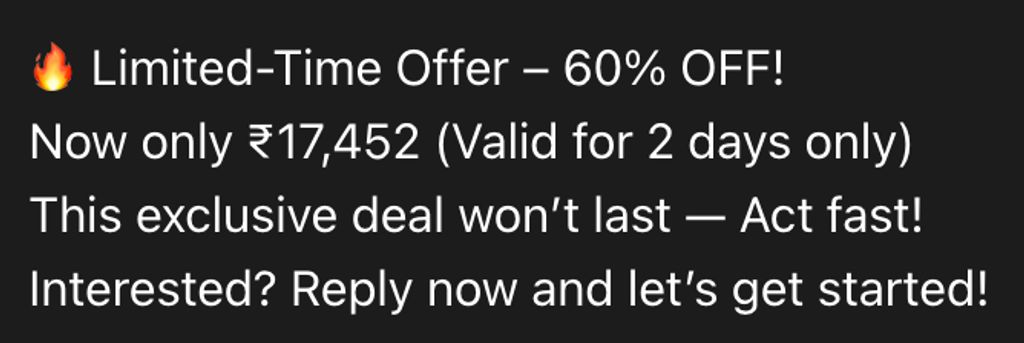 🔥 Limited-Time Offer – 60% OFF!
Now only ₹17,452 (Valid for 2 days only)
This exclusive deal won’t last — Act fast!
Interested? Reply now and let’s get started!